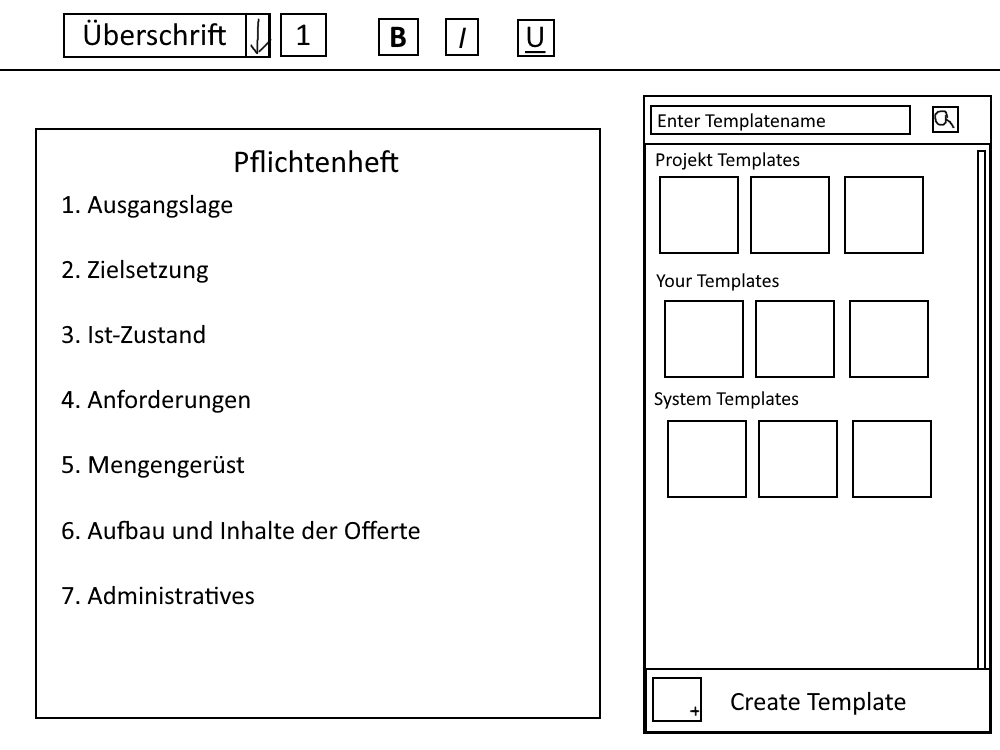 Überschrift 1 B I U
Pflichtenheft
1. Ausgangslage
2. Zielsetzung
3. Ist-Zustand
4. Anforderungen
5. Mengengerüst
6. Aufbau und Inhalte der Offerte
7. Administratives
Enter Templatename
Projekt Templates
Your Templates
System Templates
+
Create Template